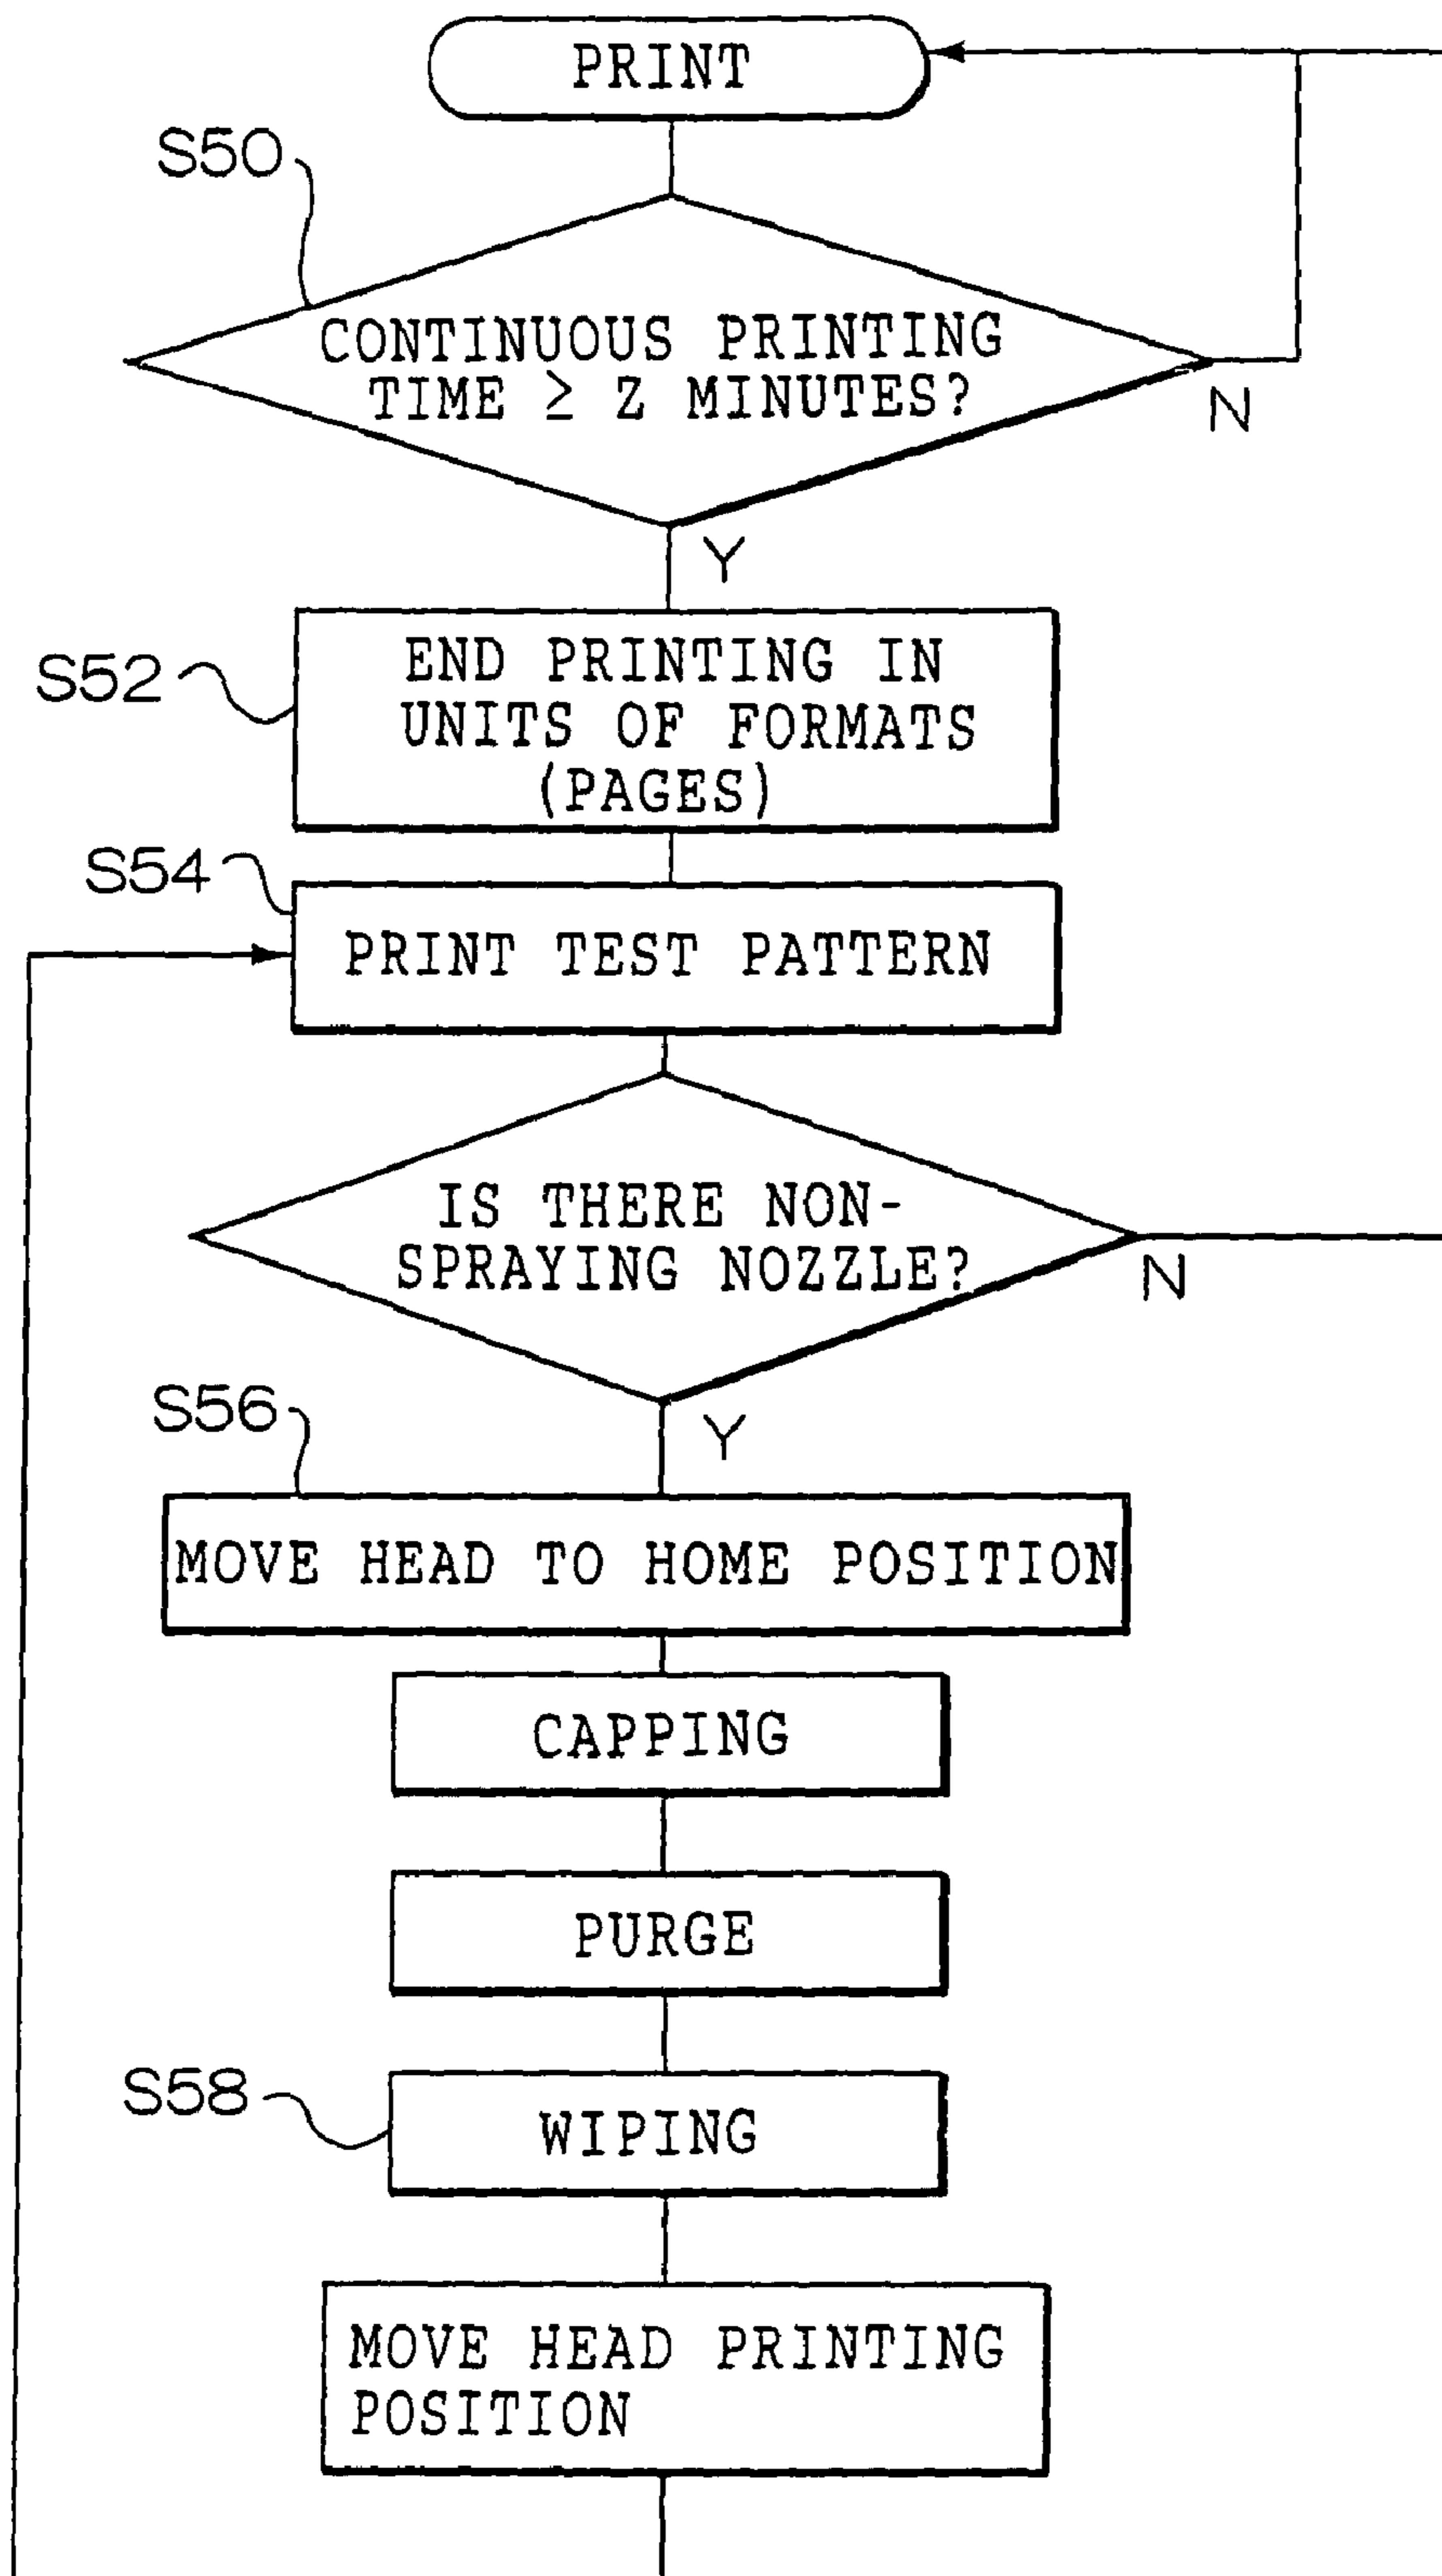 PRINT
S50
CONTINUOUS PRINTING
TIME ≥ Z MINUTES?
N
Y
S52
END PRINTING IN
UNITS OF FORMATS
(PAGES)
S54
PRINT TEST PATTERN
IS THERE NON-
SPRAYING NOZZLE?
N
Y
S56
MOVE HEAD TO HOME POSITION
CAPPING
PURGE
S58
WIPING
MOVE HEAD PRINTING
POSITION